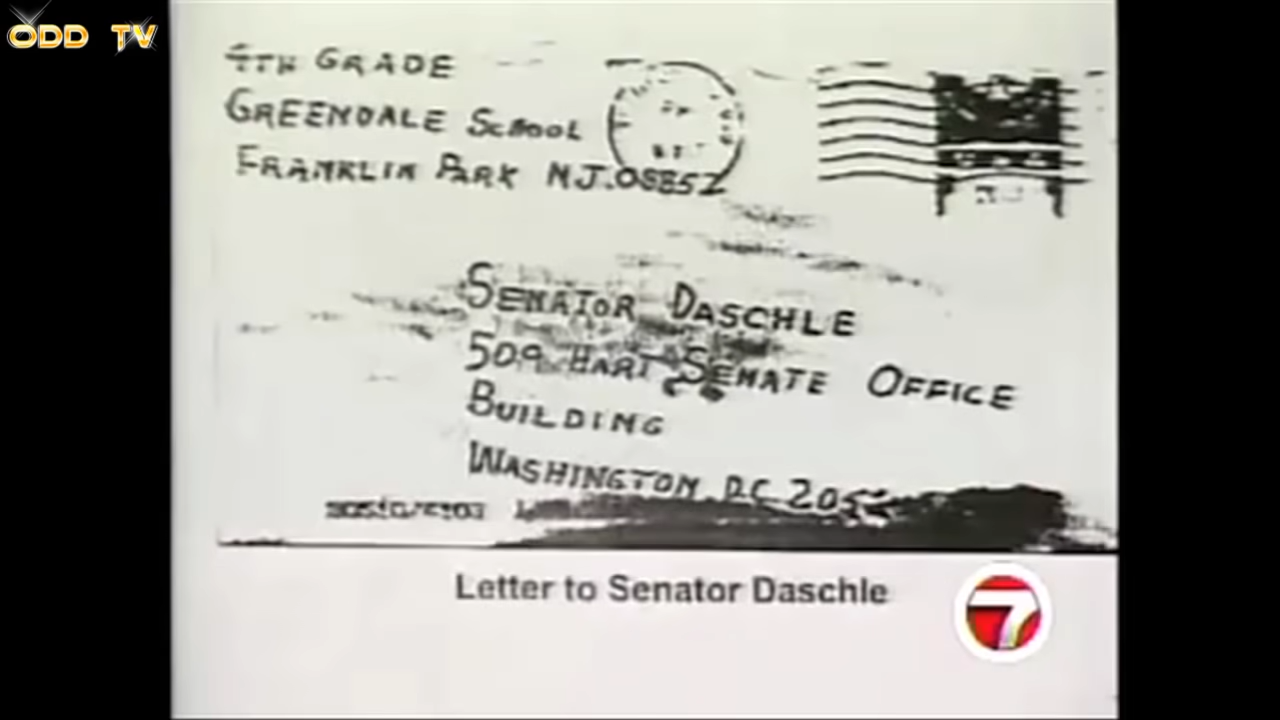 ODD TV
4TH GRADE
GREENDALE SCHOOL
FRANKLIN PARK NJ.08852
SENATOR DASCHLE
509 HART SENATE OFFICE
BUILDING
WASHINGTON D.C.
Letter to Senator Daschle
7